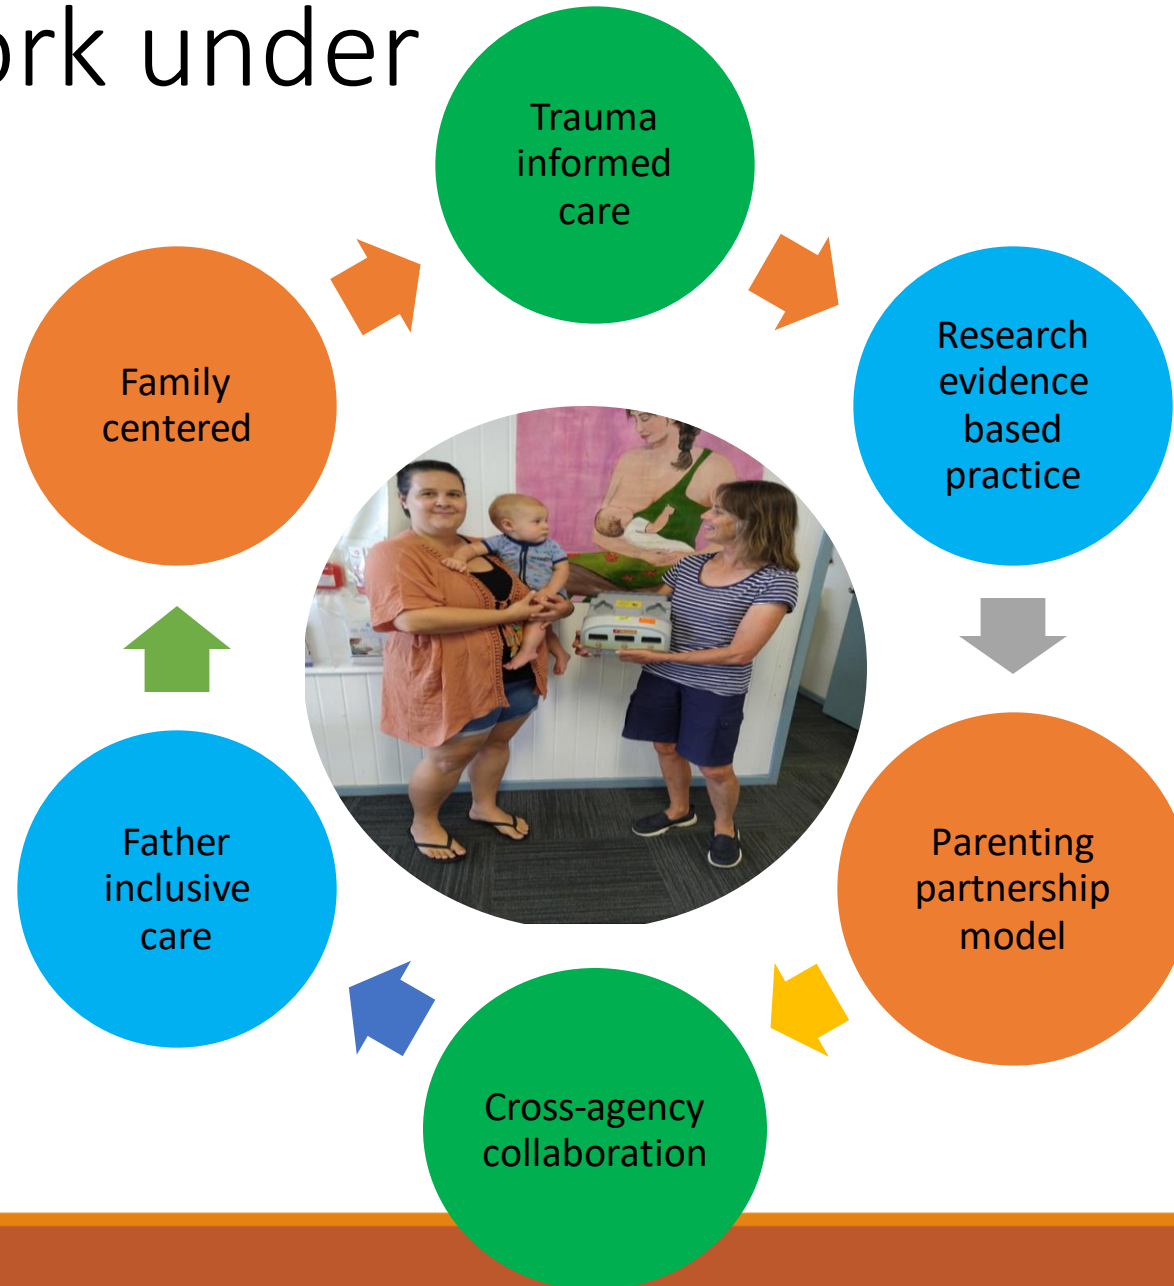 ork under
Trauma
informed
care
Research
evidence
based
practice
Parenting
partnership
model
Cross-agency
collaboration
Father
inclusive
care
Family
centered